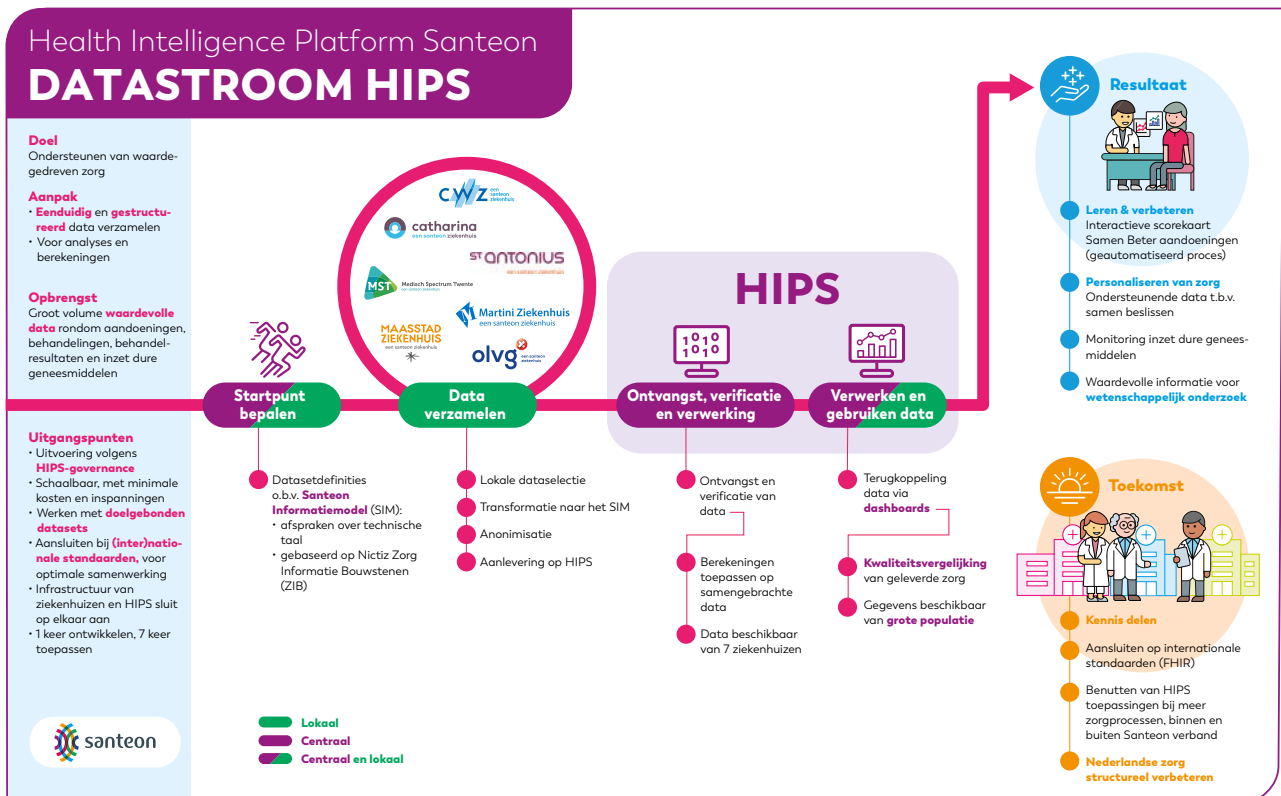 Health Intelligence Platform Santeon
DATASTROOM HIPS
Doel
Ondersteunen van waarde-
gedreven zorg
Aanpak
• Eenduidig en gestructu-
reerd data verzamelen
• Voor analyses en
berekeningen
Opbrengst
Groot volume waardevolle
data rondom aandoeningen,
behandelingen, behandel-
resultaten en inzet dure
geneesmiddelen
Uitgangspunten
• Uitvoering volgens
HIPS-governance
• Schaalbaar, met minimale
kosten en inspanningen
• Werken met doelgebonden
datasets
• Aansluiten bij (inter)natio-
nale standaarden, voor
optimale samenwerking
• Infrastructuur van
ziekenhuizen en HIPS sluit
op elkaar aan
• 1 keer ontwikkelen, 7 keer
toepassen
santeon
Startpunt
bepalen
Datasetdefinities
o.b.v. Santeon
Informatiemodel (SIM):
• afspraken over technische
taal
• gebaseerd op Nictiz Zorg
Informatie Bouwstenen
(ZIB)
Lokaal
Centraal
Centraal en lokaal
CWZ een
santeon
ziekenhuis
catharina
een santeon ziekenhuis
ST ANTONIUS
een santeon ziekenhuis
MST Medisch Spectrum Twente
een santeon ziekenhuis
Martini Ziekenhuis
een santeon ziekenhuis
MAASSTAD
ZIEKENHUIS
een santeon ziekenhuis
olvg een santeon
ziekenhuis
Data
verzamelen
Lokale dataselectie
Transformatie naar het SIM
Anonimisatie
Aanlevering op HIPS
HIPS
1010
1010
Ontvangst, verificatie
en verwerking
Ontvangst en
verificatie van
data
Berekeningen
toepassen op
samengebrachte
data
Data beschikbaar
van 7 ziekenhuizen
Verwerken en
gebruiken data
Terugkoppeling
data via
dashboards
Kwaliteitsvergelijking
van geleverde zorg
Gegevens beschikbaar
van grote populatie
Resultaat
Leren & verbeteren
Interactieve scorekaart
Samen Beter aandoeningen
(geautomatiseerd proces)
Personaliseren van zorg
Ondersteunende data t.b.v.
samen beslissen
Monitoring inzet dure genees-
middelen
Waardevolle informatie voor
wetenschappelijk onderzoek
Toekomst
Kennis delen
Aansluiten op internationale
standaarden (FHIR)
Benutten van HIPS
toepassingen bij meer
zorgprocessen, binnen en
buiten Santeon verband
Nederlandse zorg
structureel verbeteren